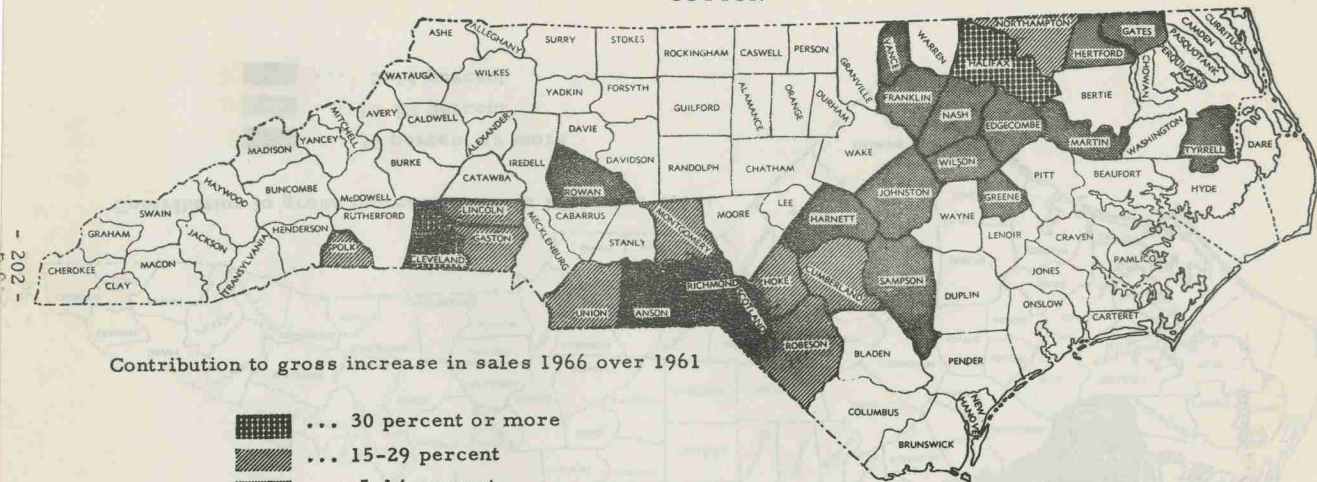 ASHE
ALLEGHANY
SURRY
STOKES
ROCKINGHAM
CASWELL
PERSON
GRANVILLE
VANCE
WARREN
HALIFAX
NORTHAMPTON
HERTFORD
GATES
CURRITUCK
CAMDEN
PASQUOTANK
PERQUIMANS
CHOWAN
WATAUGA
WILKES
YADKIN
FORSYTH
GUILFORD
ALAMANCE
ORANGE
DURHAM
FRANKLIN
NASH
EDGECOMBE
BERTIE
MARTIN
WASHINGTON
TYRRELL
DARE
MITCHELL
AVERY
CALDWELL
ALEXANDER
IREDELL
DAVIE
DAVIDSON
RANDOLPH
CHATHAM
WAKE
WILSON
PITT
BEAUFORT
HYDE
MADISON
YANCEY
BURKE
CATAWBA
ROWAN
JOHNSTON
GREENE
HAYWOOD
BUNCOMBE
McDOWELL
LINCOLN
CABARRUS
MONTGOMERY
MOORE
LEE
HARNETT
WAYNE
LENOIR
CRAVEN
PAMLICO
SWAIN
RUTHERFORD
GRAHAM
JACKSON
HENDERSON
TRANSYLVANIA
POLK
CLEVELAND
GASTON
MECKLENBURG
STANLY
RICHMOND
SCOTLAND
HOKE
CUMBERLAND
SAMPSON
DUPLIN
JONES
ONSLOW
CARTERET
CHEROKEE
MACON
CLAY
UNION
ANSON
ROBESON
BLADEN
PENDER
COLUMBUS
NEW HANOVER
BRUNSWICK
- 202 -
Contribution to gross increase in sales 1966 over 1961
... 30 percent or more
... 15-29 percent